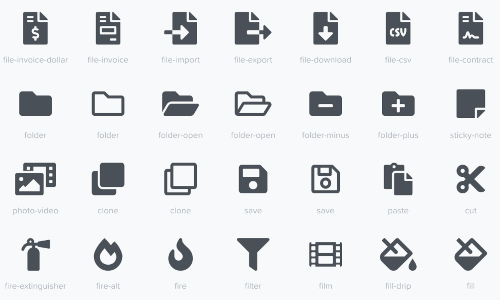 $
CSV
file-invoice-dollar file-invoice file-import file-export file-download file-csv file-contract
folder folder folder-open folder-open folder-minus folder-plus sticky-note
photo-video clone clone save save paste cut
fire-extinguisher fire-alt fire filter film fill-drip fill